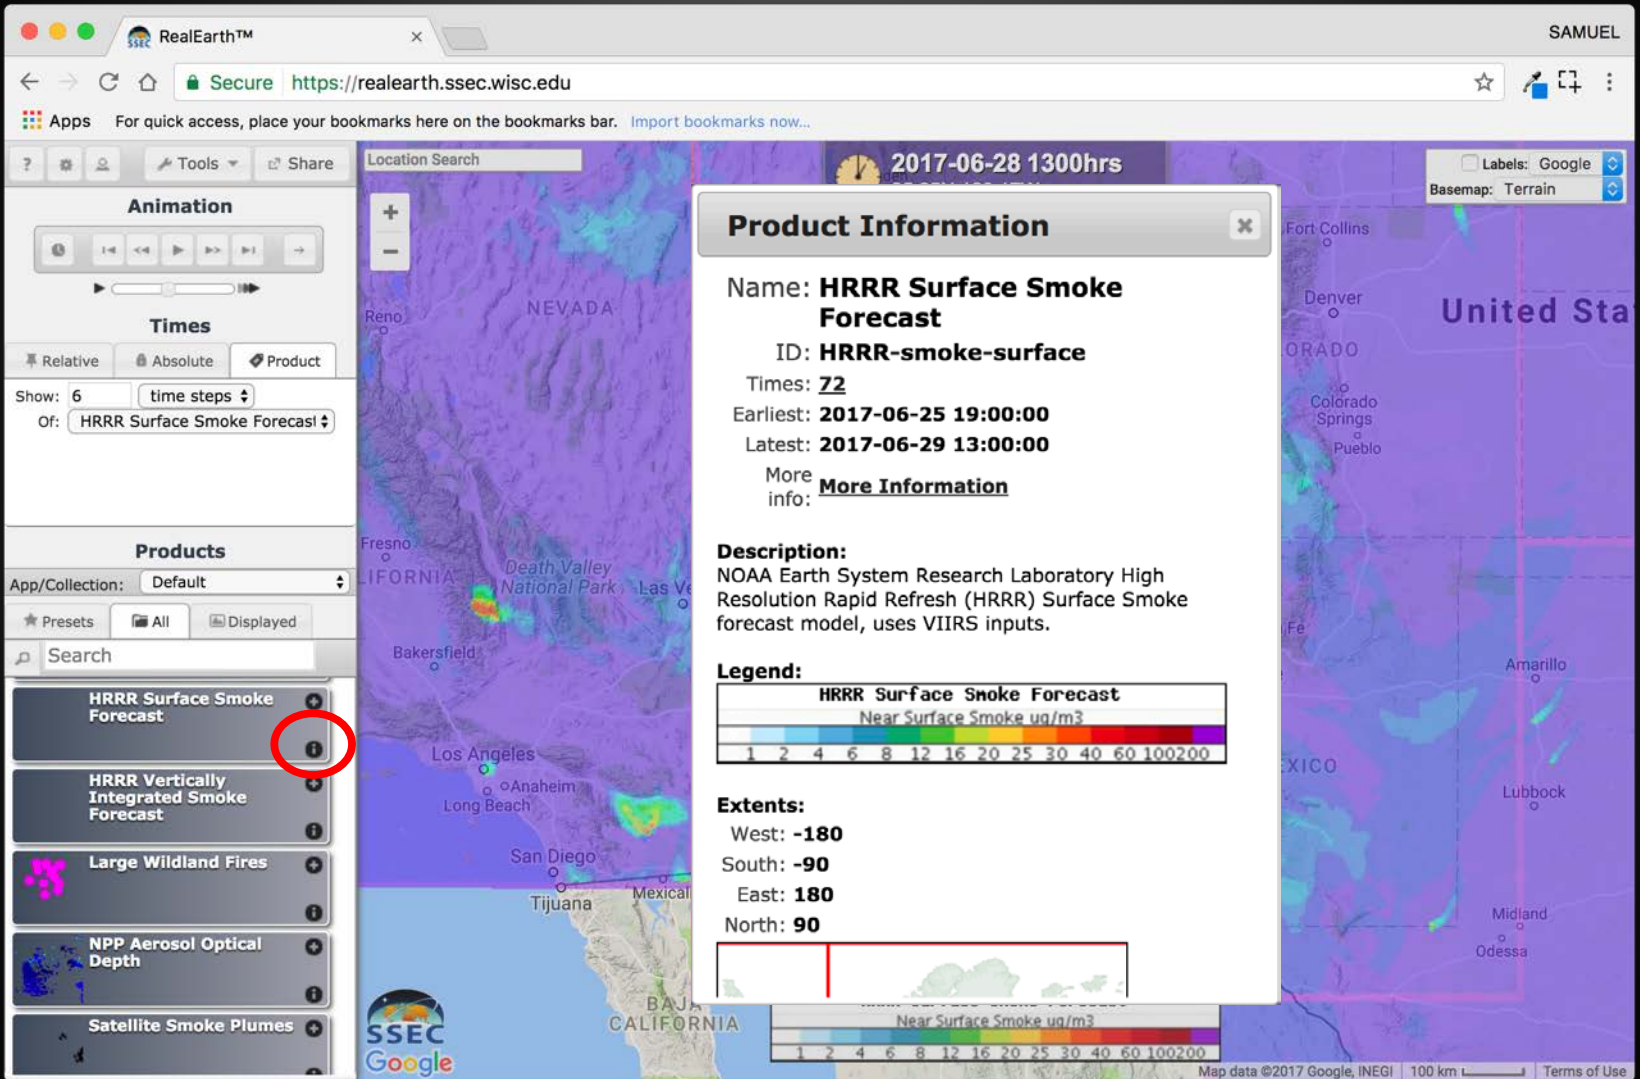 RealEarth™
SAMUEL
Secure https://realearth.ssec.wisc.edu
Apps For quick access, place your bookmarks here on the bookmarks bar. Import bookmarks now...
? Tools Share
Animation
Times
Relative Absolute Product
Show: 6 time steps
Of: HRRR Surface Smoke Forecast
Products
App/Collection: Default
Presets All Displayed
Search
HRRR Surface Smoke
Forecast
HRRR Vertically
Integrated Smoke
Forecast
Large Wildland Fires
NPP Aerosol Optical
Depth
Satellite Smoke Plumes
Location Search
2017-06-28 1300hrs
Labels: Google
Basemap: Terrain
+
−
Product Information
Name: HRRR Surface Smoke
Forecast
ID: HRRR-smoke-surface
Times: 72
Earliest: 2017-06-25 19:00:00
Latest: 2017-06-29 13:00:00
More
info: More Information
Description:
NOAA Earth System Research Laboratory High
Resolution Rapid Refresh (HRRR) Surface Smoke
forecast model, uses VIIRS inputs.
Legend:
HRRR Surface Smoke Forecast
Near Surface Smoke ug/m3
1 2 4 6 8 12 16 20 25 30 40 60 100200
Extents:
West: -180
South: -90
East: 180
North: 90
Reno
NEVADA
Fresno
Death Valley
National Park
Las Ve
LIFORNIA
Bakersfield
Los Angeles
Anaheim
Long Beach
San Diego
Tijuana
Mexical
BAJA
CALIFORNIA
Fort Collins
Denver
United Sta
ORADO
Colorado
Springs
Pueblo
Fe
Amarillo
EXICO
Lubbock
Midland
Odessa
SSEC
Google
Near Surface Smoke ug/m3
1 2 4 6 8 12 16 20 25 30 40 60 100200
Map data ©2017 Google, INEGI 100 km Terms of Use